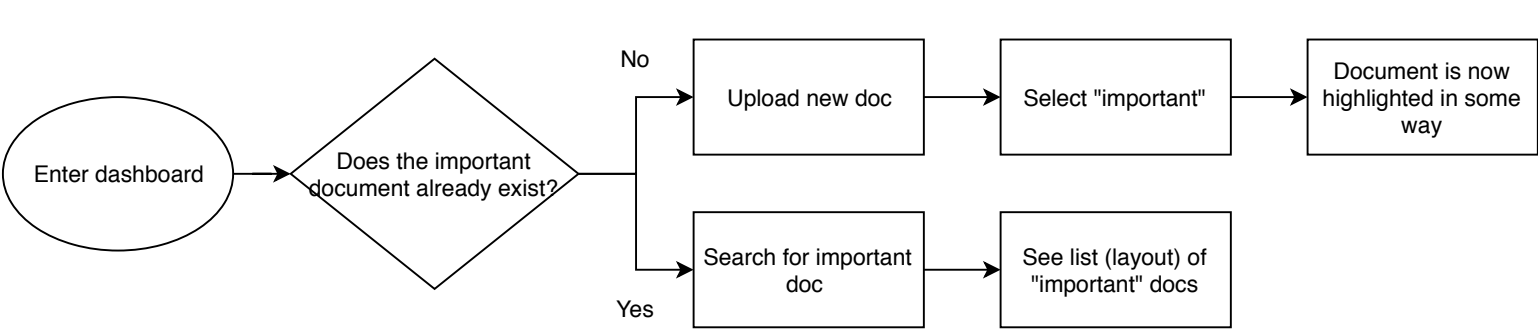 Enter dashboard
Does the important
document already exist?
No
Upload new doc
Select "important"
Document is now
highlighted in some
way
Yes
Search for important
doc
See list (layout) of
"important" docs